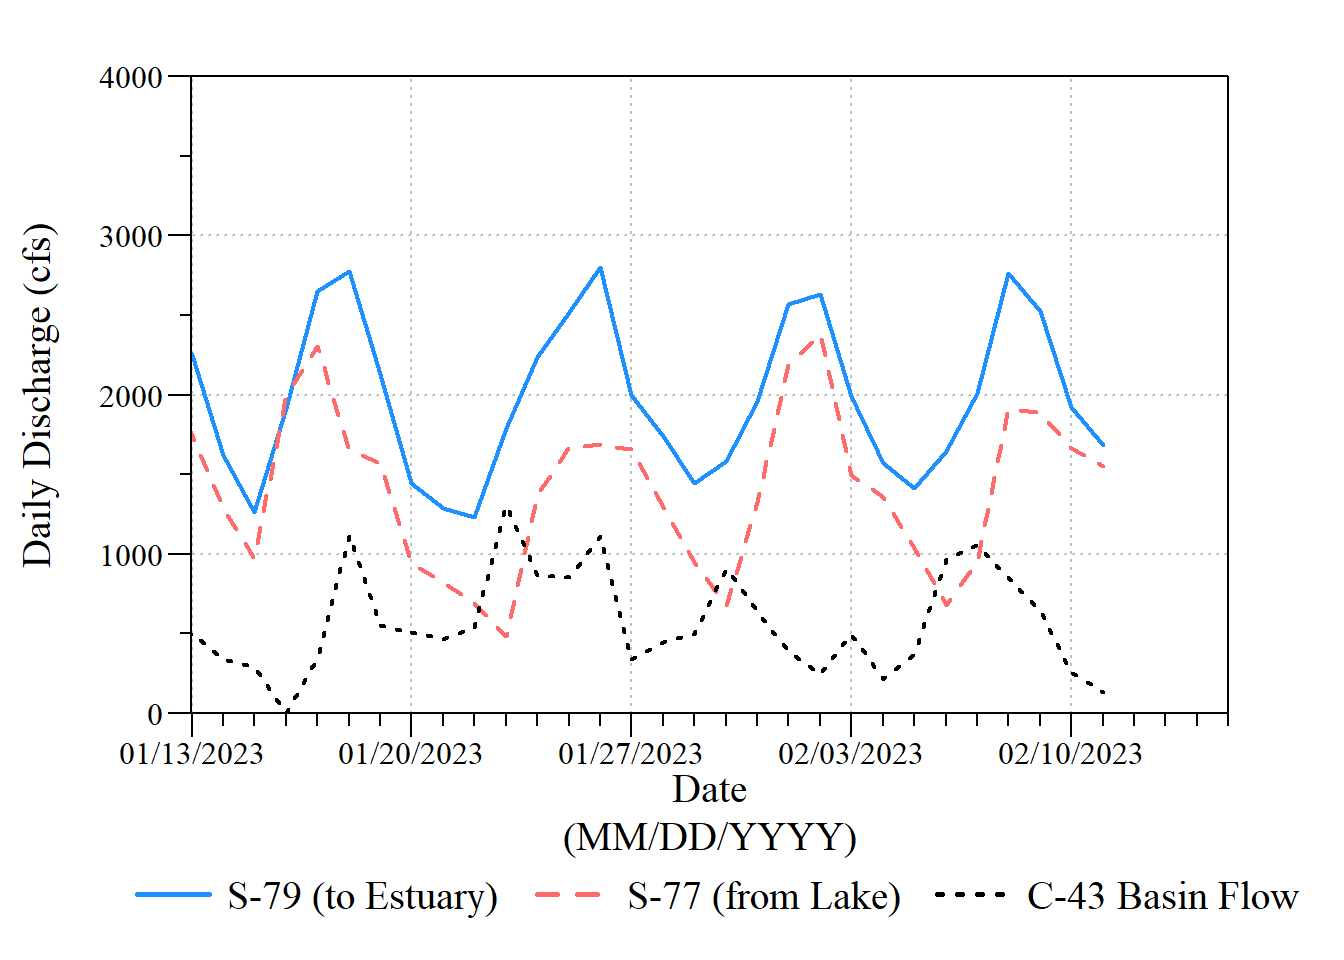 4000
3000
2000
1000
0
Daily Discharge (cfs)
01/13/2023 01/20/2023 01/27/2023 02/03/2023 02/10/2023
Date
(MM/DD/YYYY)
S-79 (to Estuary) S-77 (from Lake) C-43 Basin Flow